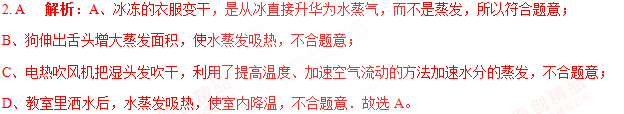 2. A 解析：A、冰冻的衣服变干，是从冰直接升华为水蒸气，而不是蒸发，所以符合题意；
B、狗伸出舌头增大蒸发面积，使水蒸发吸热，不合题意；
C、电热吹风机把湿头发吹干，利用了提高温度、加速空气流动的方法加速水分的蒸发，不合题意；
D、教室里洒水后，水蒸发吸热，使室内降温，不合题意．故选 A。